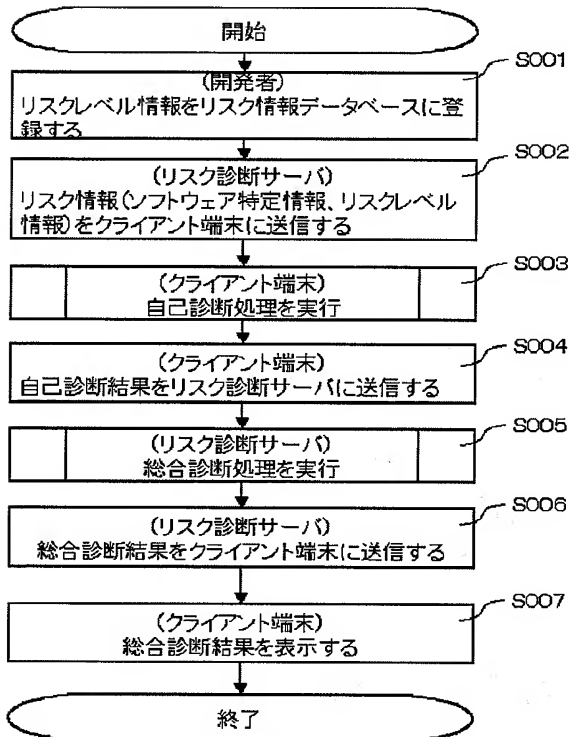 開始
S001
(開発者)
リスクレベル情報をリスク情報データベースに登
録する
S002
(リスク診断サーバ)
リスク情報(ソフトウェア特定情報、リスクレベル
情報)をクライアント端末に送信する
S003
(クライアント端末)
自己診断処理を実行
S004
(クライアント端末)
自己診断結果をリスク診断サーバに送信する
S005
(リスク診断サーバ)
総合診断処理を実行
S006
(リスク診断サーバ)
総合診断結果をクライアント端末に送信する
S007
(クライアント端末)
総合診断結果を表示する
終了